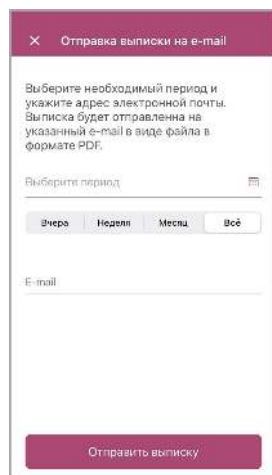 Отправка выписки на e-mail
Выберите необходимый период и
укажите адрес электронной почты.
Выписка будет отправленна на
указанный e-mail в виде файла в
формате PDF.
Выберите период
Вчера Неделя Месяц Всё
E-mail
Отправить выписку